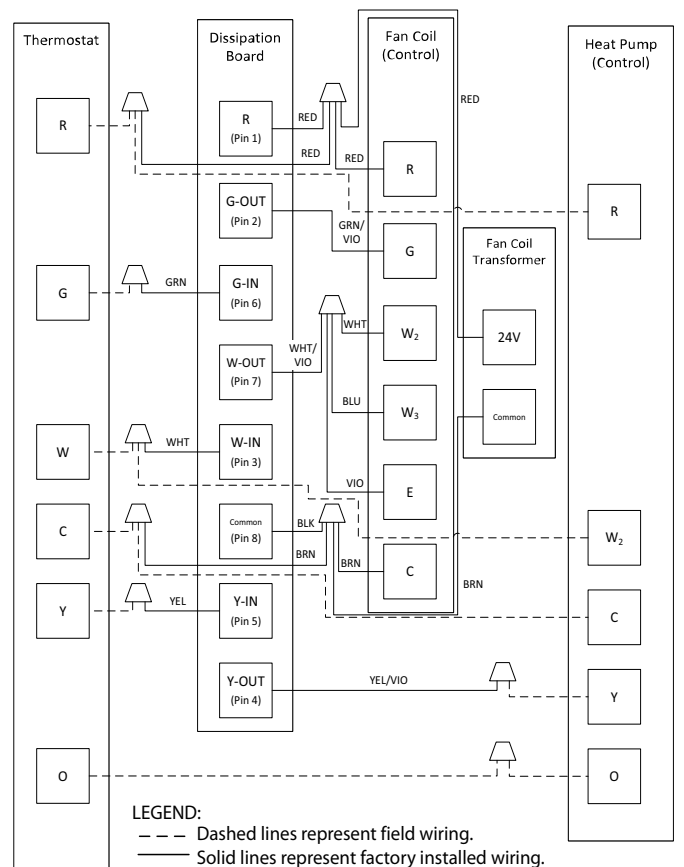 Thermostat
R
G
W
C
Y
O
Dissipation
Board
R
(Pin 1)
G-OUT
(Pin 2)
G-IN
(Pin 6)
W-OUT
(Pin 7)
W-IN
(Pin 3)
Common
(Pin 8)
Y-IN
(Pin 5)
Y-OUT
(Pin 4)
RED
RED
RED
GRN/
VIO
GRN
WHT/
VIO
WHT
BLU
VIO
WHT
BLK
BRN
BRN
YEL
YEL/VIO
Fan Coil
(Control)
R
G
W₂
W₃
E
C
RED
BRN
Fan Coil
Transformer
24V
Common
Heat Pump
(Control)
R
W₂
C
Y
O
LEGEND:
Dashed lines represent field wiring.
Solid lines represent factory installed wiring.